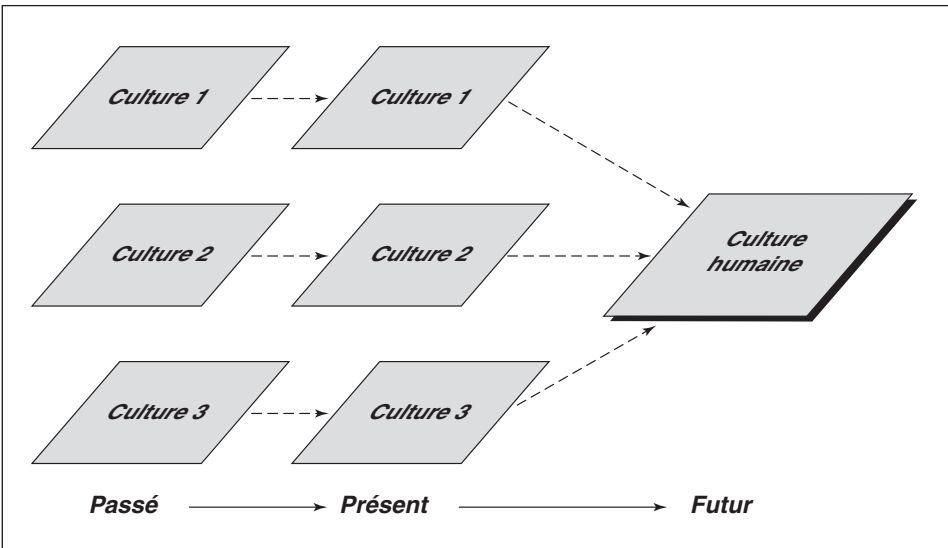 Culture 1
Culture 1
Culture 2
Culture 2
Culture
humaine
Culture 3
Culture 3
Passé
Présent
Futur